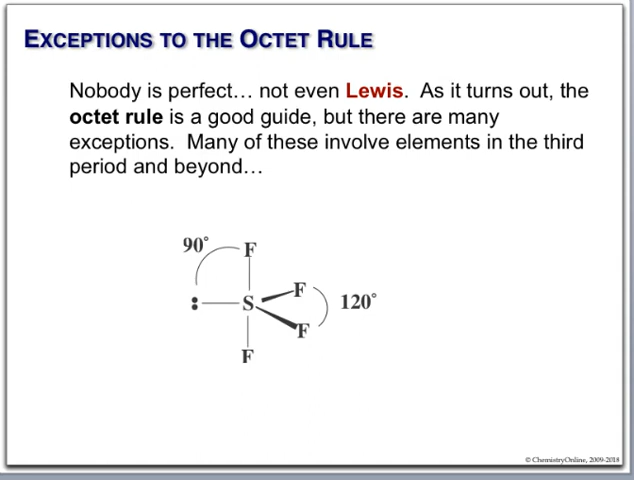 EXCEPTIONS TO THE OCTET RULE
Nobody is perfect… not even Lewis. As it turns out, the
octet rule is a good guide, but there are many
exceptions. Many of these involve elements in the third
period and beyond…
90°
F
: S F
120°
F
F
© ChemistryOnline, 2009-2018